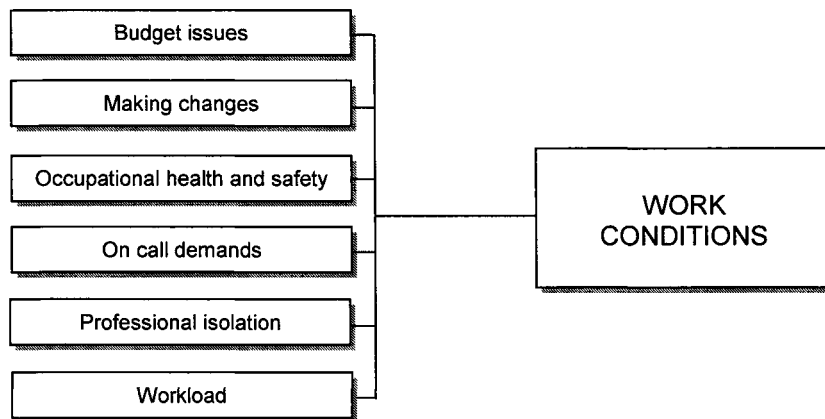 Budget issues
Making changes
Occupational health and safety
On call demands
Professional isolation
Workload
WORK
CONDITIONS